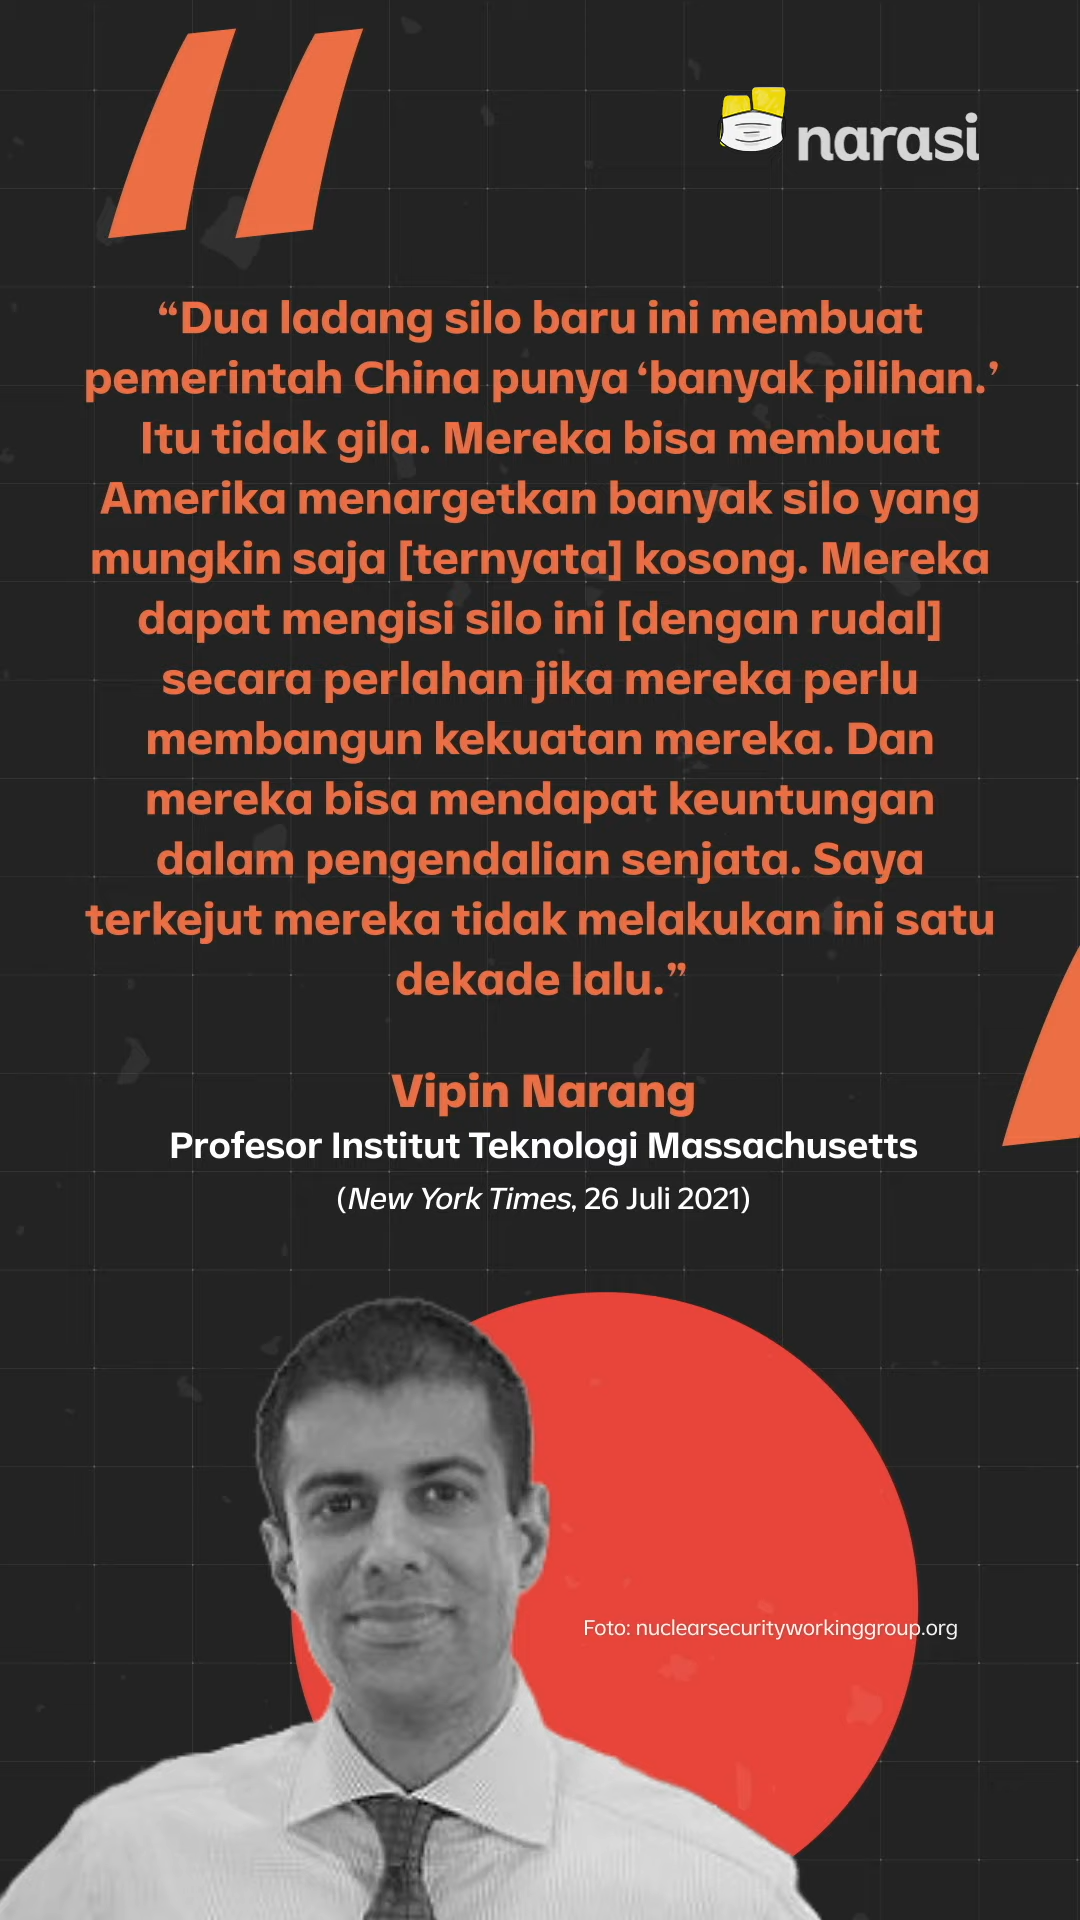 narasi
“Dua ladang silo baru ini membuat
pemerintah China punya ‘banyak pilihan.’
Itu tidak gila. Mereka bisa membuat
Amerika menargetkan banyak silo yang
mungkin saja [ternyata] kosong. Mereka
dapat mengisi silo ini [dengan rudal]
secara perlahan jika mereka perlu
membangun kekuatan mereka. Dan
mereka bisa mendapat keuntungan
dalam pengendalian senjata. Saya
terkejut mereka tidak melakukan ini satu
dekade lalu.”
Vipin Narang
Profesor Institut Teknologi Massachusetts
(New York Times, 26 Juli 2021)
Foto: nuclearsecurityworkinggroup.org